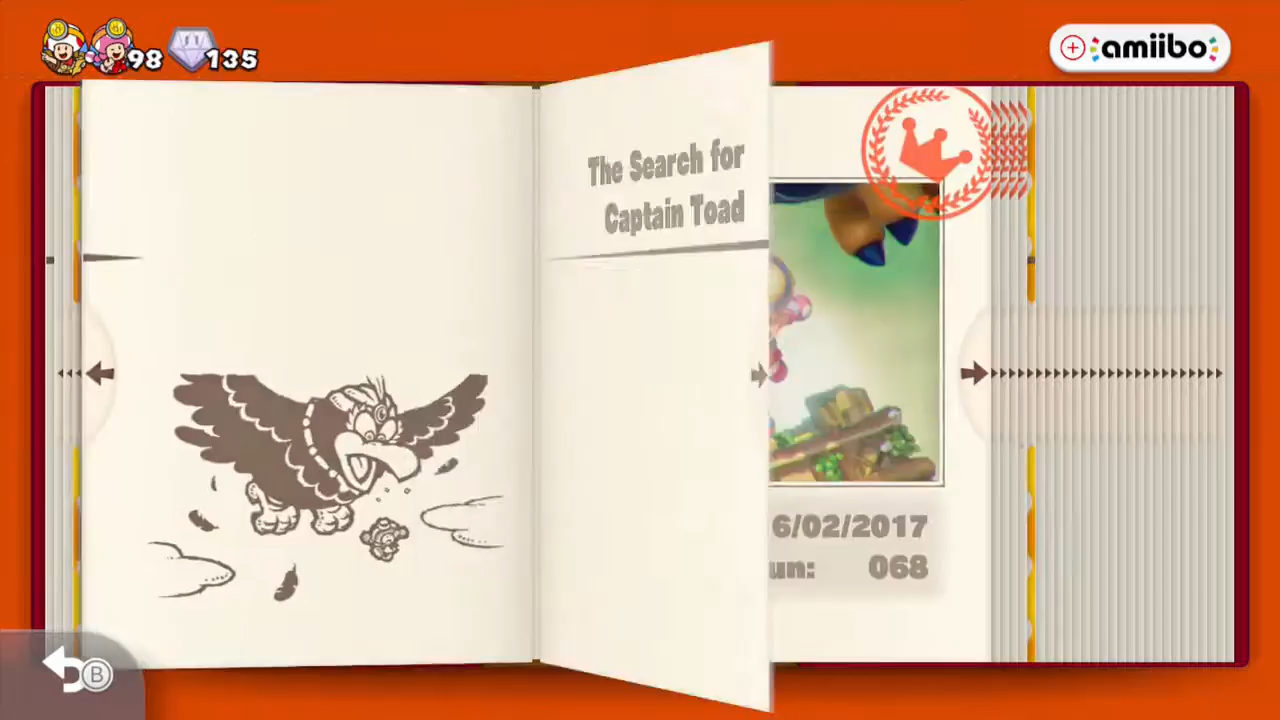 98
135
amiibo
The Search for
Captain Toad
6/02/2017
un: 068
B